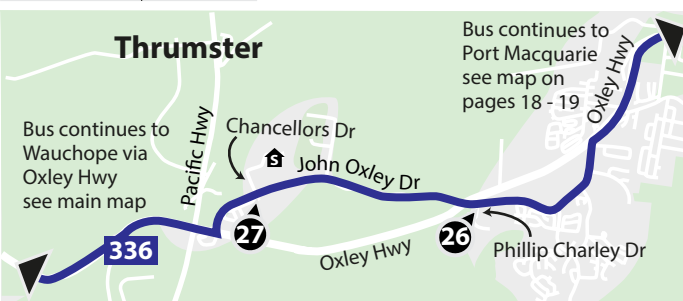 Thrumster
Bus continues to
Port Macquarie
see map on
pages 18 - 19
Oxley Hwy
Bus continues to
Wauchope via
Oxley Hwy
see main map
Pacific Hwy
Chancellors Dr
S
John Oxley Dr
27
336
Oxley Hwy
26
Phillip Charley Dr